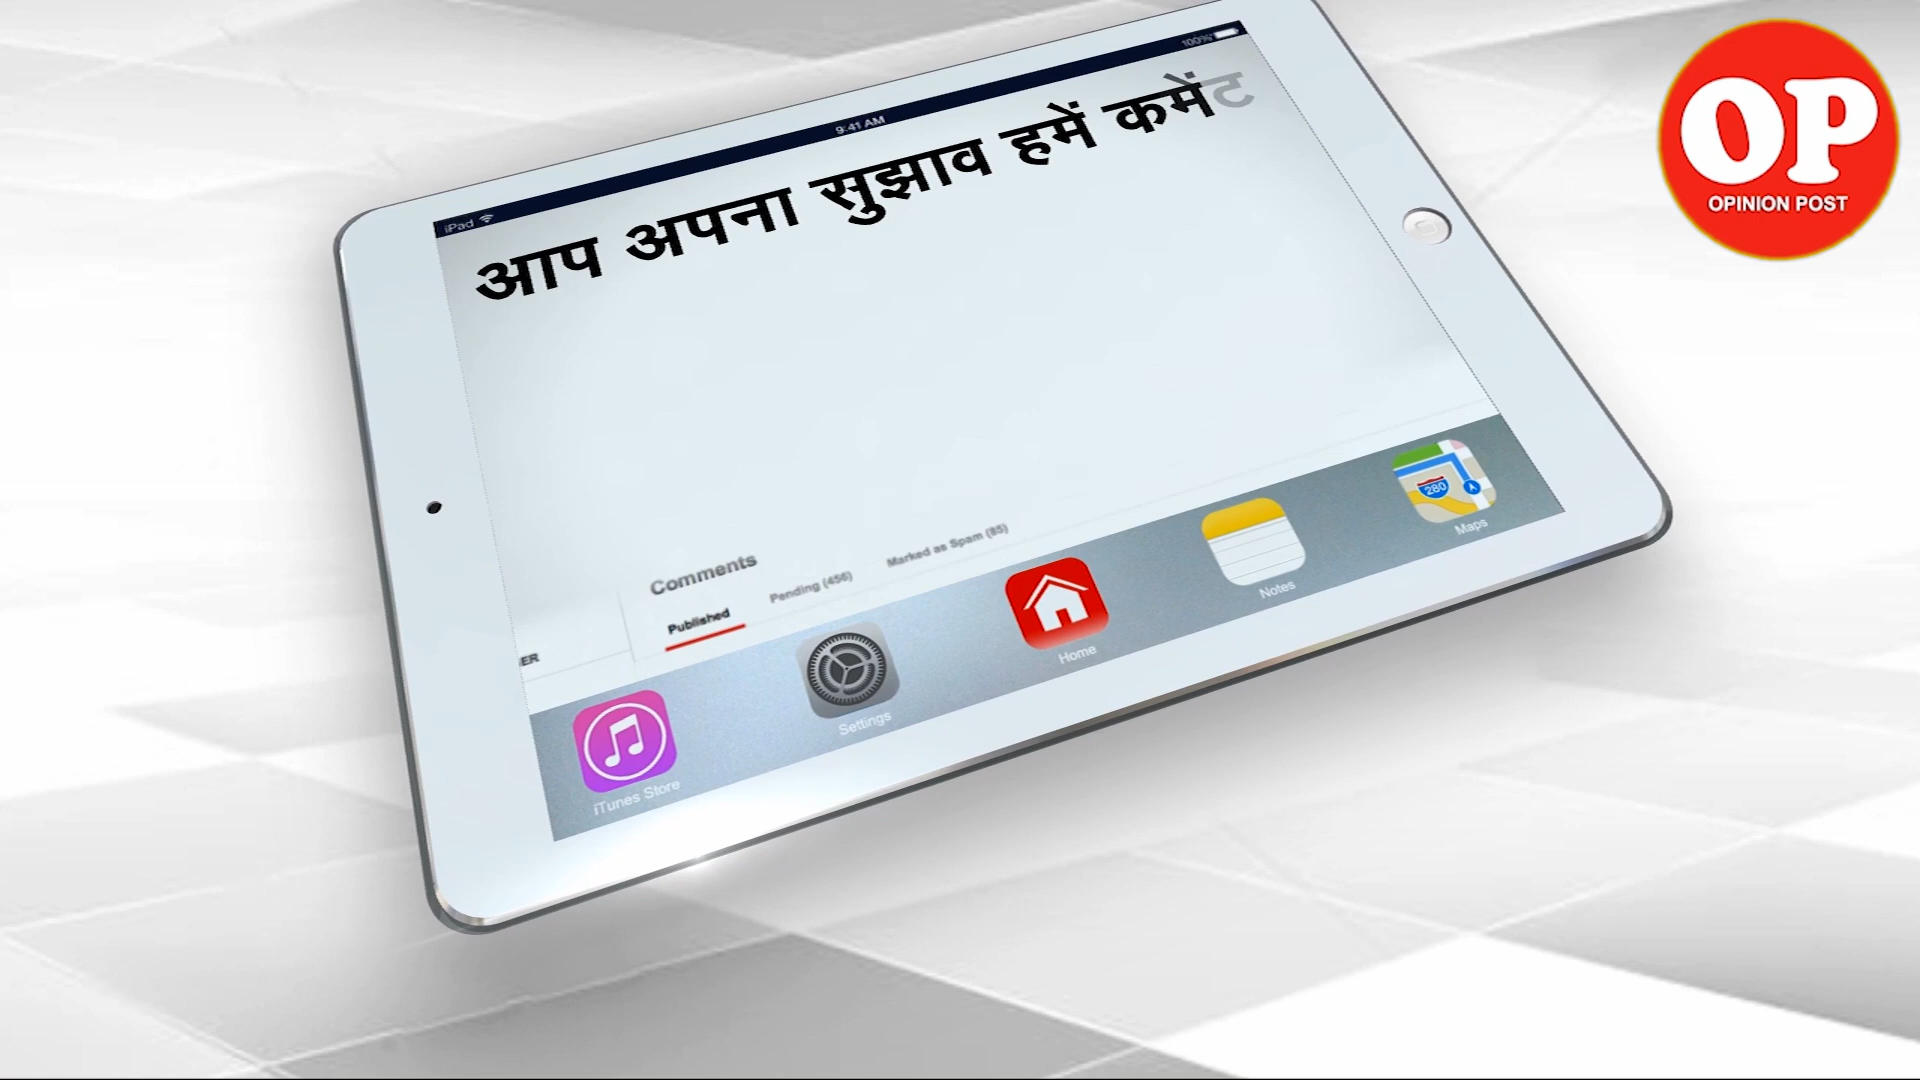 OP
OPINION POST
iPad
9:41 AM
100%
आप अपना सुझाव हमें कमेंट
Comments
Published
Pending (456)
Marked as Spam (85)
ER
iTunes Store
Settings
Home
Notes
Maps
280